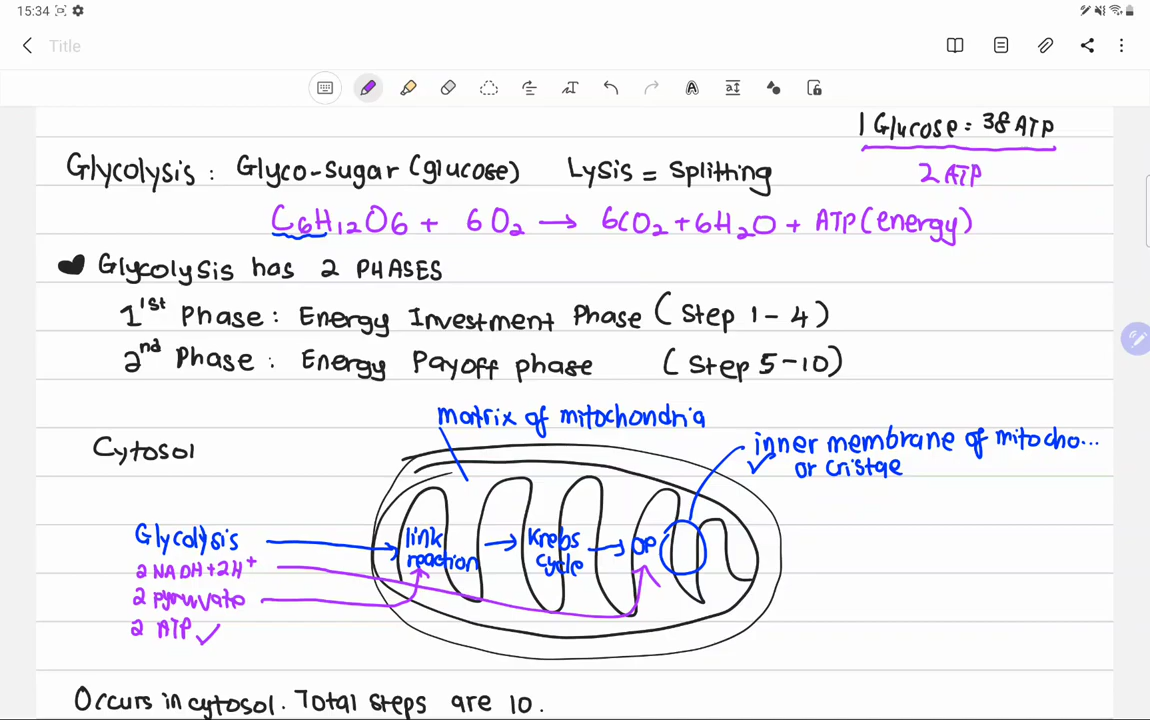 15:34
Title
1 Glucose = 38 ATP
2 ATP
Glycolysis : Glyco-Sugar (glucose) Lysis = Splitting
C6H12O6 + 6O2 → 6CO2 + 6H2O + ATP (energy)
Glycolysis has 2 PHASES
1st Phase : Energy Investment Phase (Step 1-4)
2nd Phase : Energy Payoff phase (Step 5-10)
matrix of mitochondria
Cytosol
inner membrane of mitocho...
or cristae
Glycolysis
link reaction
Krebs cycle
OP
2 NADH + 2H+
2 pyruvate
2 ATP
Occurs in cytosol. Total steps are 10.